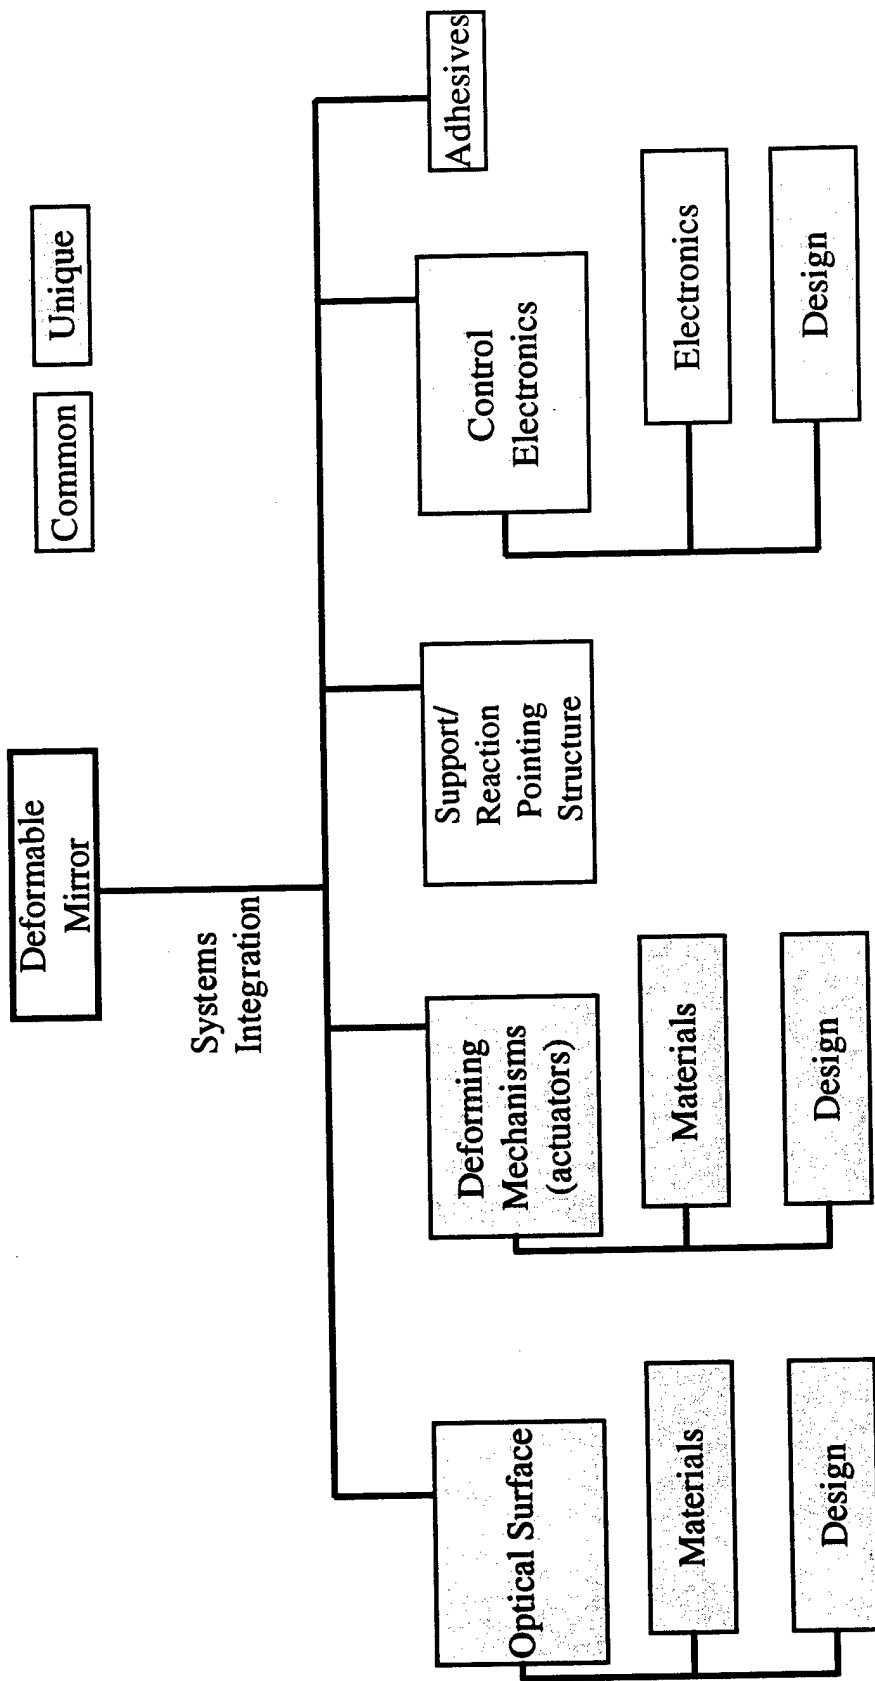 Deformable
Mirror
Common
Unique
Systems
Integration
Optical Surface
Materials
Design
Deforming
Mechanisms
(actuators)
Materials
Design
Support/
Reaction
Pointing
Structure
Control
Electronics
Electronics
Design
Adhesives